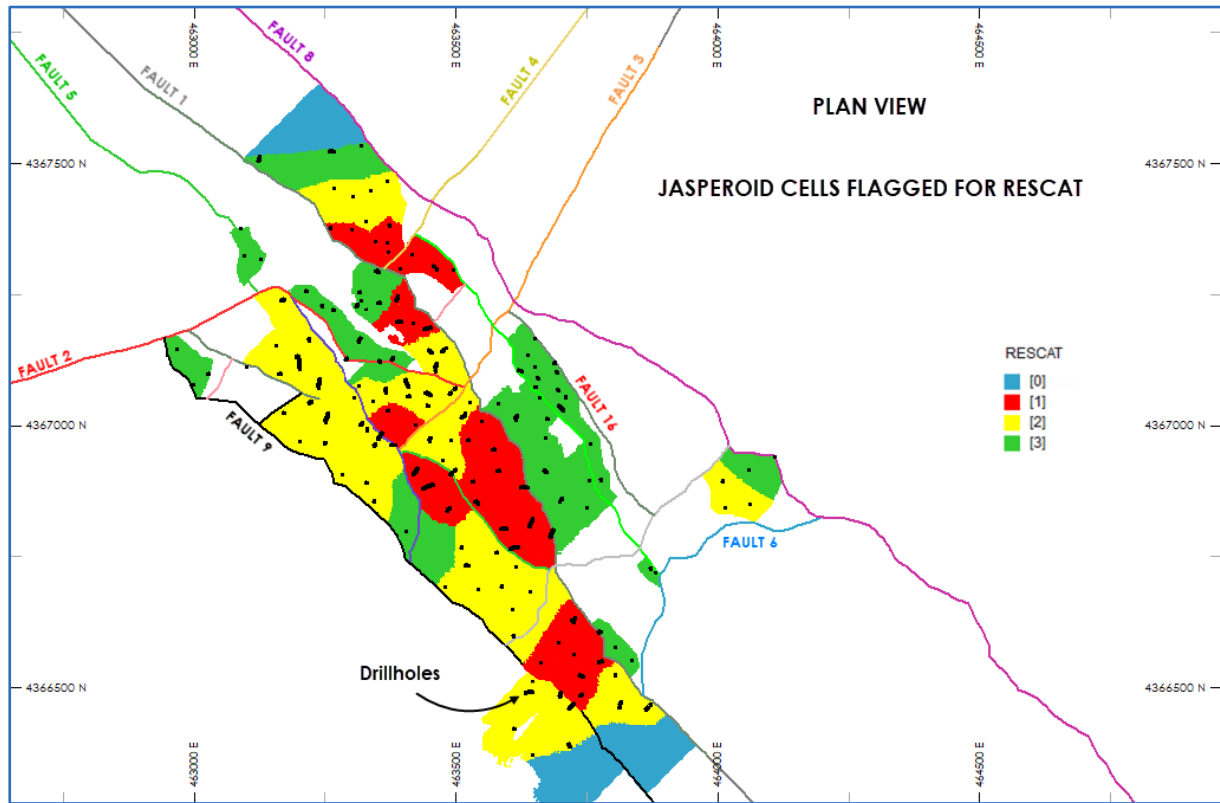 463000 E
463500 E
464000 E
464500 E
FAULT 8
FAULT 4
FAULT 3
FAULT 5
FAULT 1
PLAN VIEW
4367500 N
4367500 N
JASPEROID CELLS FLAGGED FOR RESCAT
FAULT 2
RESCAT
[0]
[1]
[2]
[3]
FAULT 16
4367000 N
4367000 N
FAULT 9
FAULT 6
Drillholes
4366500 N
4366500 N
463000 E
463500 E
464000 E
464500 E